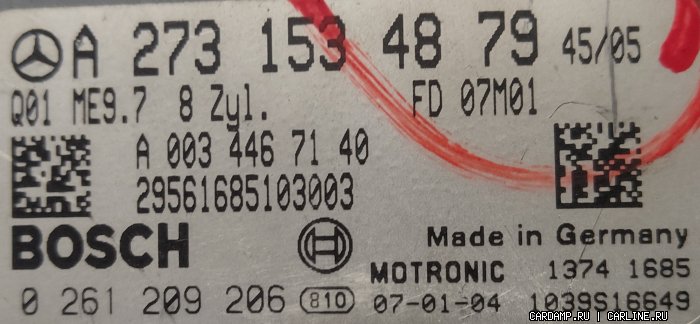 A 273 153 48 79 45/05
Q01 ME9.7 8 Zyl. FD 07M01
A 003 446 71 40
29561685103003
BOSCH
Made in Germany
MOTRONIC 1374 1685
0 261 209 206 810 07-01-04 1039S16649
CARDAMP.RU | CARLINE.RU